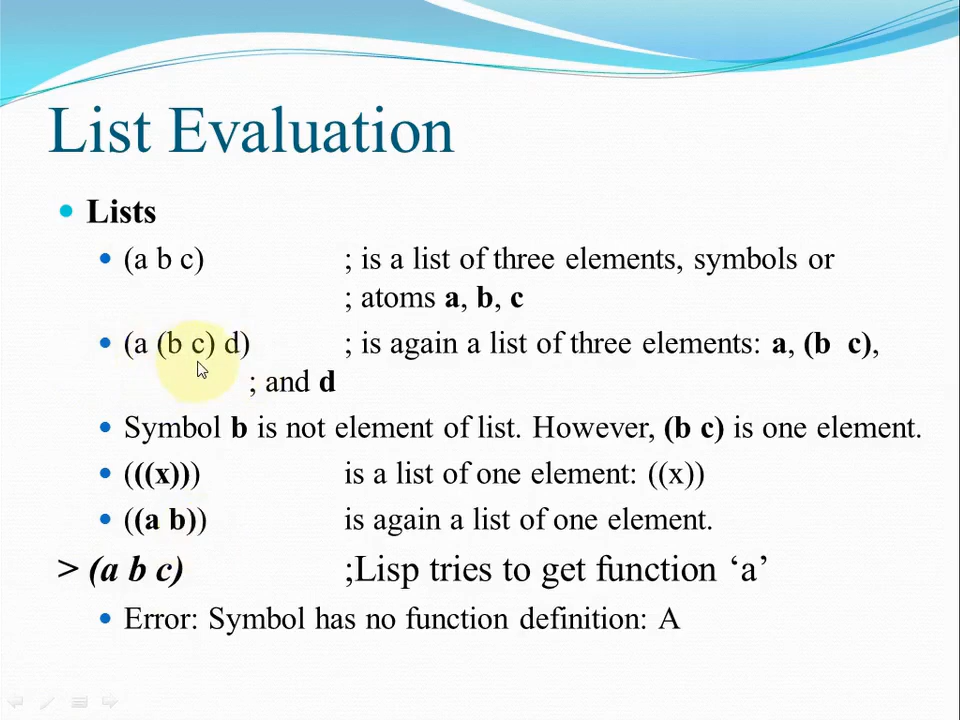 List Evaluation
Lists
(a b c) ; is a list of three elements, symbols or
; atoms a, b, c
(a (b c) d) ; is again a list of three elements: a, (b c),
; and d
Symbol b is not element of list. However, (b c) is one element.
(((x))) is a list of one element: ((x))
((a b)) is again a list of one element.
> (a b c) ;Lisp tries to get function ‘a’
Error: Symbol has no function definition: A